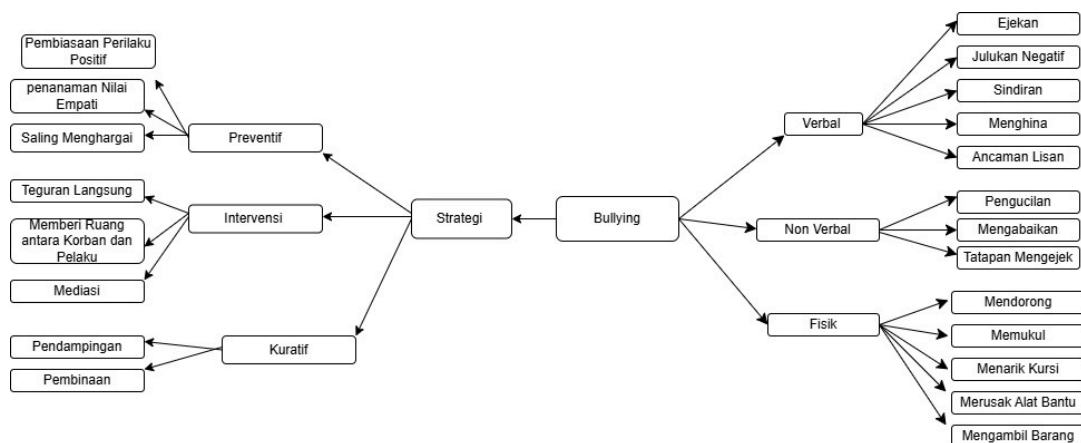 Pembiasaan Perilaku
Positif
penanaman Nilai
Empati
Saling Menghargai
Preventif
Teguran Langsung
Memberi Ruang
antara Korban dan
Pelaku
Mediasi
Intervensi
Pendampingan
Pembinaan
Kuratif
Strategi
Bullying
Verbal
Ejekan
Julukan Negatif
Sindiran
Menghina
Ancaman Lisan
Non Verbal
Pengucilan
Mengabaikan
Tatapan Mengejek
Fisik
Mendorong
Memukul
Menarik Kursi
Merusak Alat Bantu
Mengambil Barang